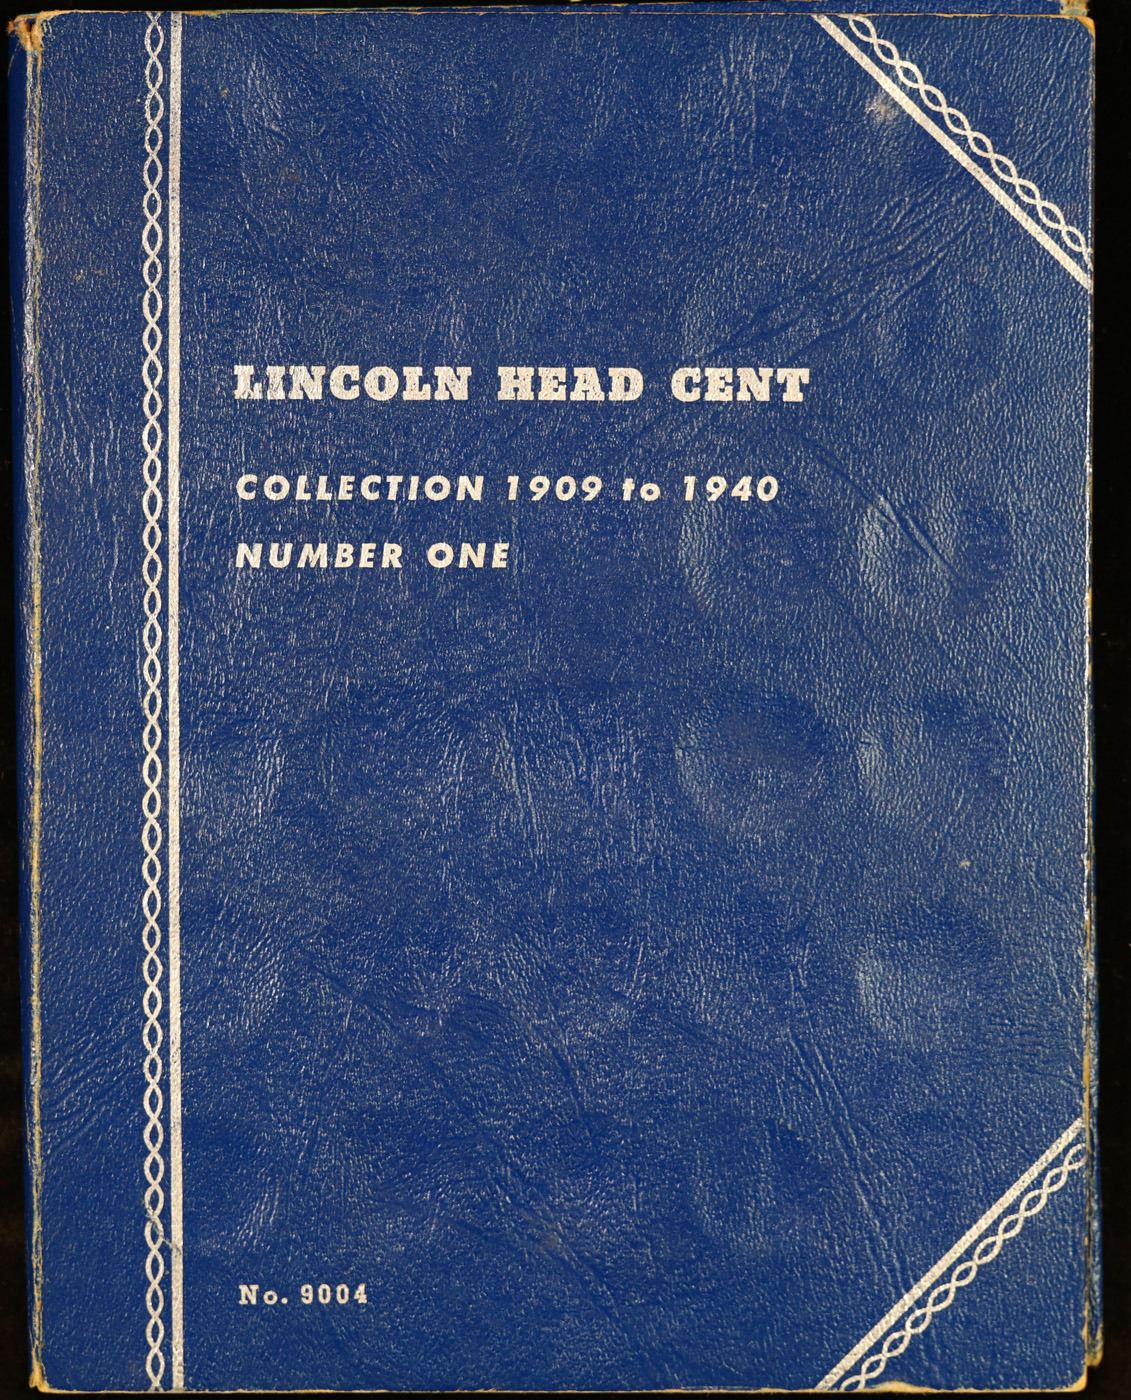 LINCOLN HEAD CENT
COLLECTION 1909 to 1940
NUMBER ONE
No. 9004